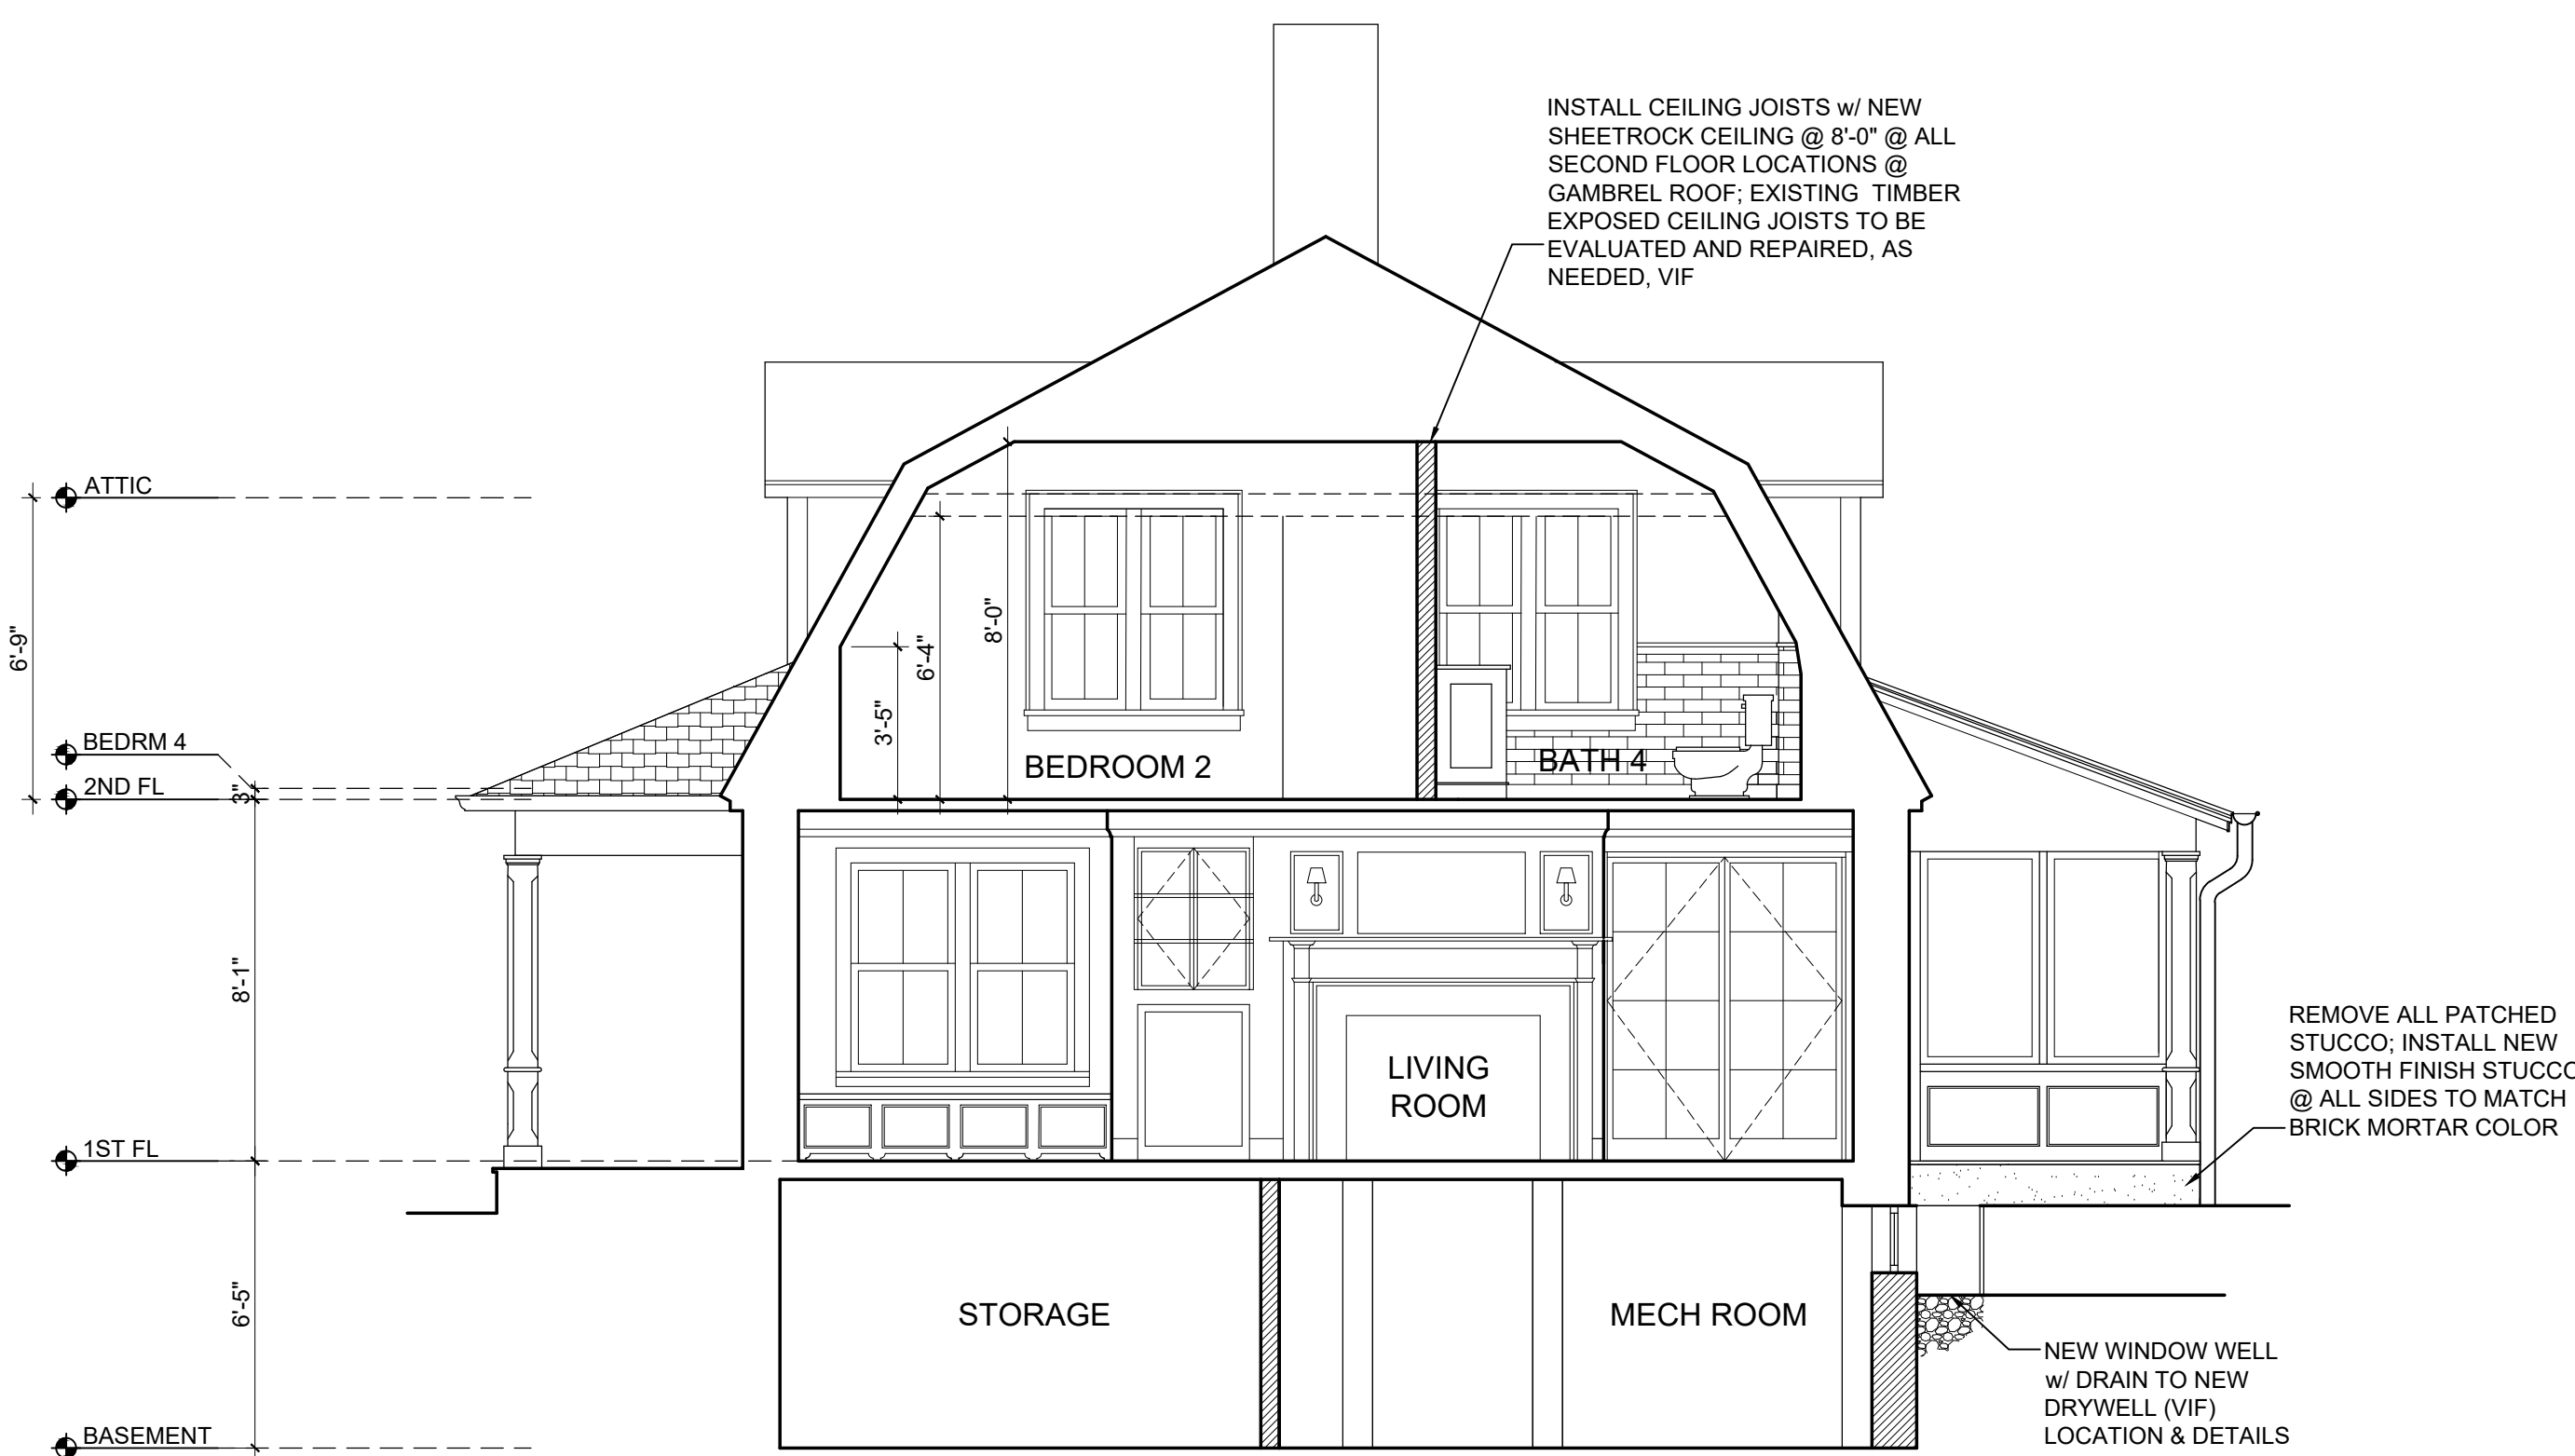 INSTALL CEILING JOISTS w/ NEW
SHEETROCK CEILING @ 8'-0" @ ALL
SECOND FLOOR LOCATIONS @
GAMBREL ROOF; EXISTING TIMBER
EXPOSED CEILING JOISTS TO BE
EVALUATED AND REPAIRED, AS
NEEDED, VIF
ATTIC
6'-9"
BEDRM 4
2ND FL
3"
8'-1"
1ST FL
6'-5"
BASEMENT
3'-5"
6'-4"
8'-0"
BEDROOM 2
BATH 4
LIVING
ROOM
STORAGE
MECH ROOM
REMOVE ALL PATCHED
STUCCO; INSTALL NEW
SMOOTH FINISH STUCCO
@ ALL SIDES TO MATCH
BRICK MORTAR COLOR
NEW WINDOW WELL
w/ DRAIN TO NEW
DRYWELL (VIF)
LOCATION & DETAILS